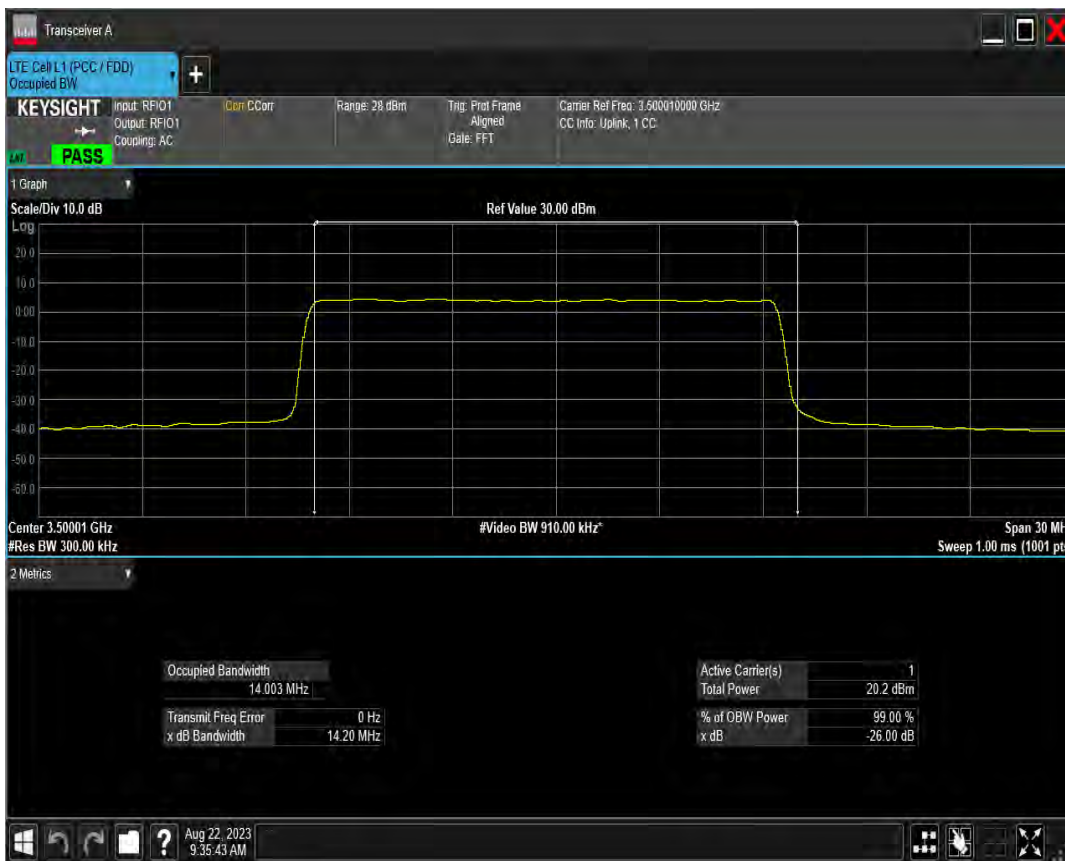 Transceiver A
LTE Cell L1 (PCC / FDD)
Occupied BW
KEYSIGHT
PASS
Input: RFIO1
Output: RFIO1
Coupling: AC
Corr CCorr
Range: 28 dBm
Trig: Prot Frame
Aligned
Gate: FFT
Carrier Ref Freq: 3.500010000 GHz
CC Info: Uplink, 1 CC
1 Graph
Scale/Div 10.0 dB
Ref Value 30.00 dBm
Log
20.0
10.0
0.00
-10.0
-20.0
-30.0
-40.0
-50.0
-60.0
Center 3.50001 GHz
#Video BW 910.00 kHz*
Span 30 MH
#Res BW 300.00 kHz
Sweep 1.00 ms (1001 pt
2 Metrics
Occupied Bandwidth
14.003 MHz
Transmit Freq Error 0 Hz
x dB Bandwidth 14.20 MHz
Active Carrier(s) 1
Total Power 20.2 dBm
% of OBW Power 99.00 %
x dB -26.00 dB
?
Aug 22, 2023
9:35:43 AM